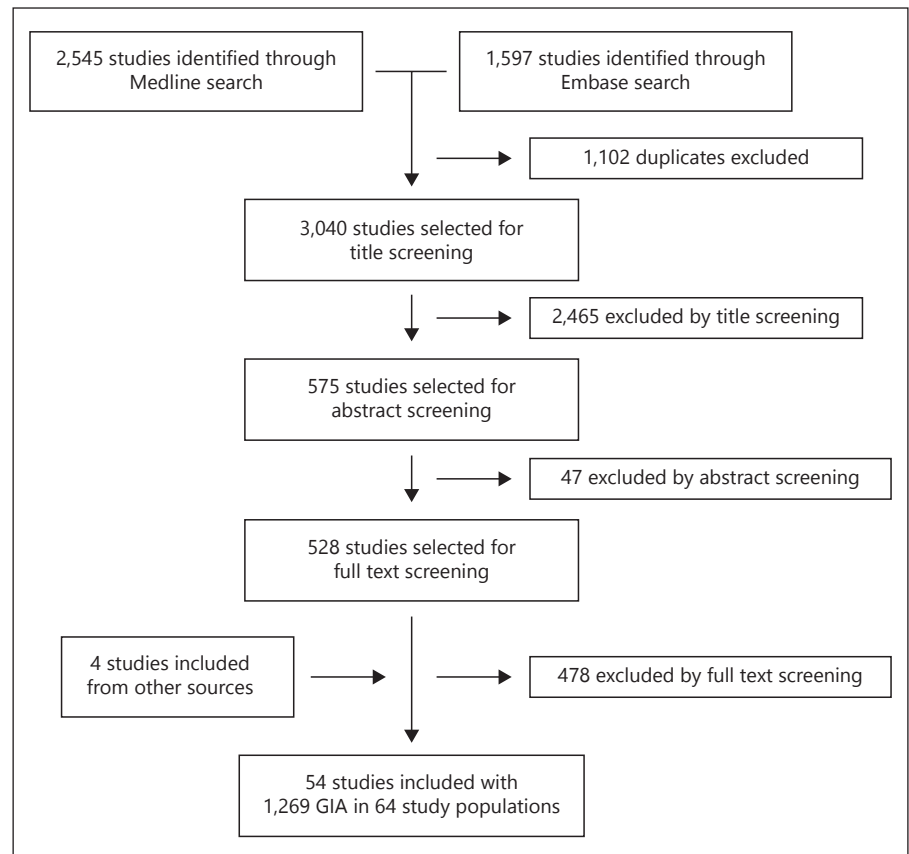 2,545 studies identified through
Medline search
1,597 studies identified through
Embase search
1,102 duplicates excluded
3,040 studies selected for
title screening
2,465 excluded by title screening
575 studies selected for
abstract screening
47 excluded by abstract screening
528 studies selected for
full text screening
4 studies included
from other sources
478 excluded by full text screening
54 studies included with
1,269 GIA in 64 study populations